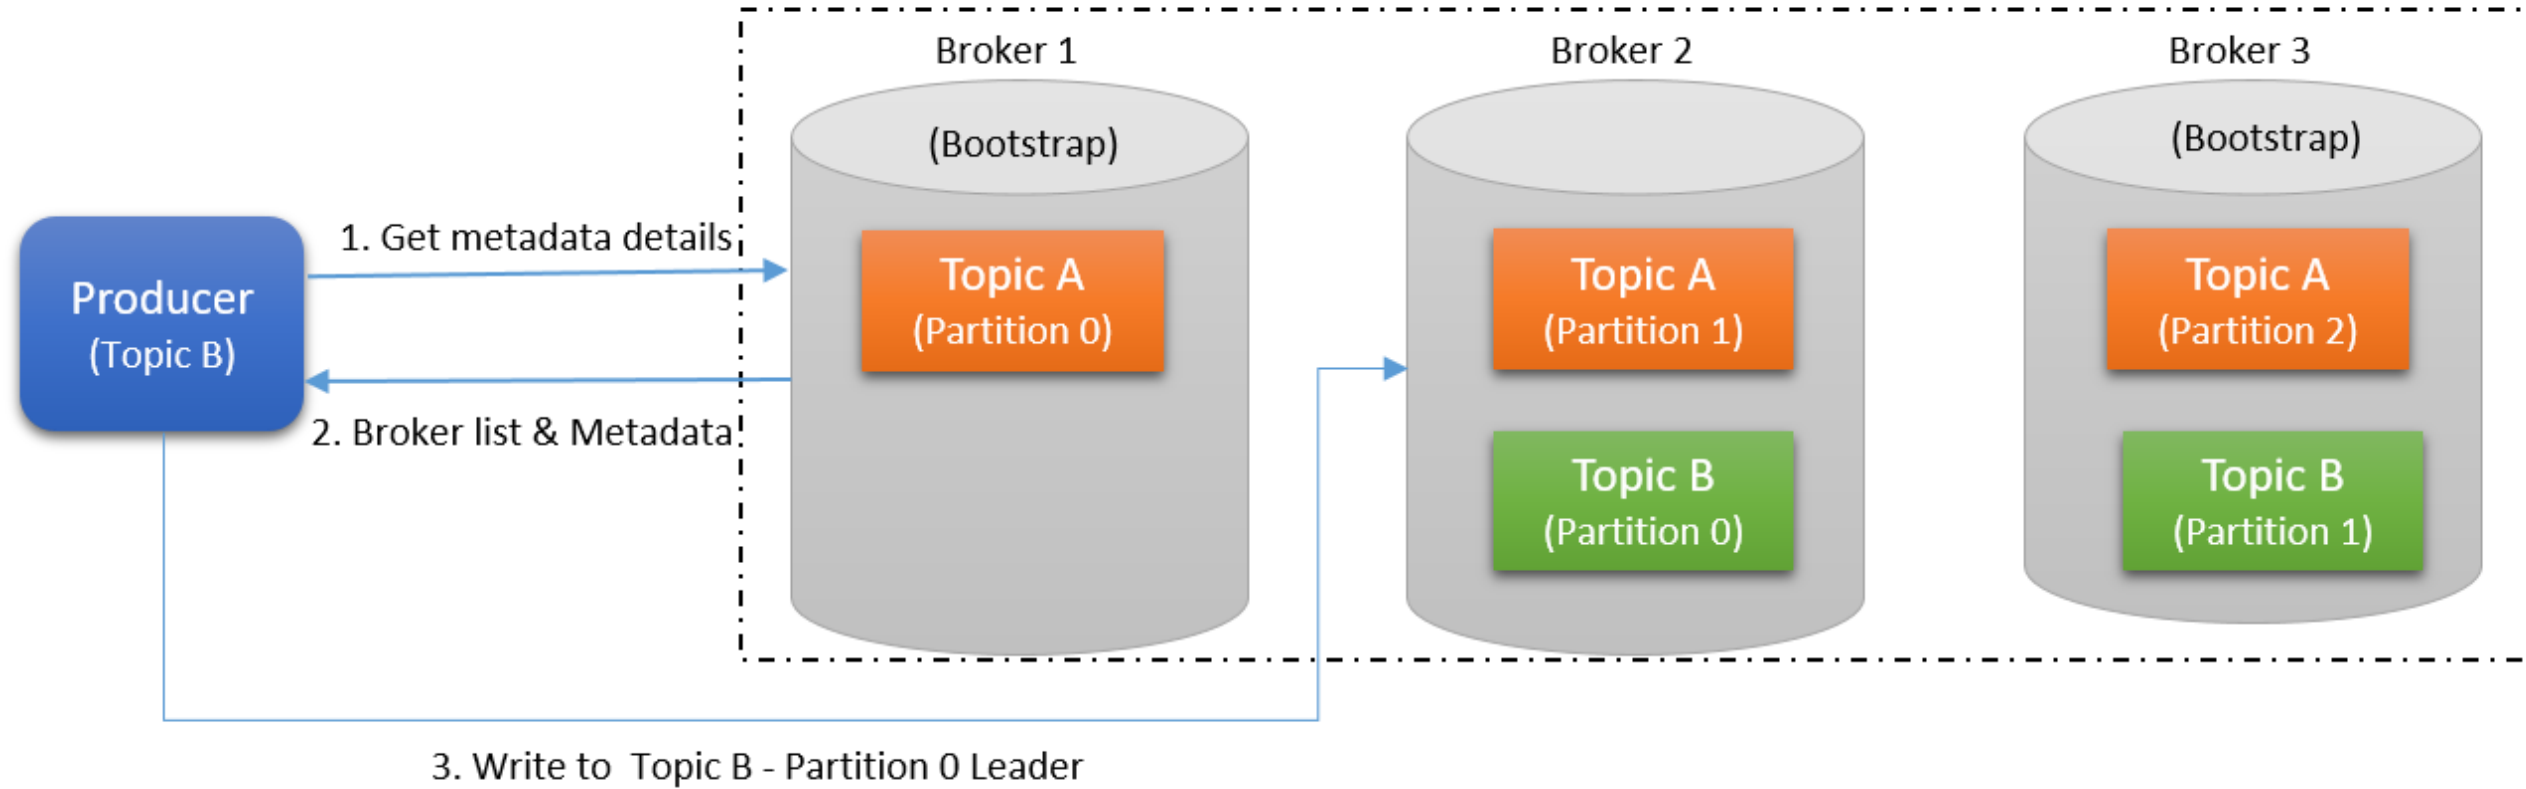 Broker 1
Broker 2
Broker 3
(Bootstrap)
(Bootstrap)
1. Get metadata details
Producer
(Topic B)
2. Broker list & Metadata
Topic A
(Partition 0)
Topic A
(Partition 1)
Topic B
(Partition 0)
Topic A
(Partition 2)
Topic B
(Partition 1)
3. Write to  Topic B - Partition 0 Leader